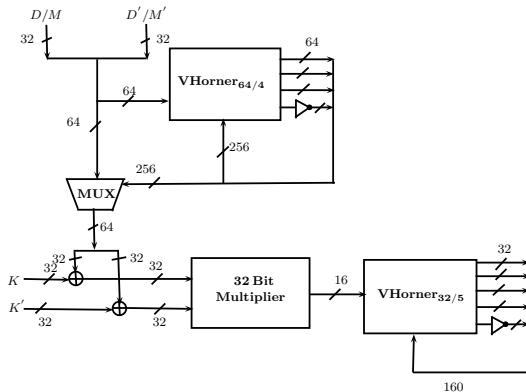 D/M D′/M′
32 32 64
VHorner64/4
64
64
256 256
MUX
64
32 32
K 32 32 32
32 Bit
Multiplier
16
VHorner32/5
K′ 32 32
160